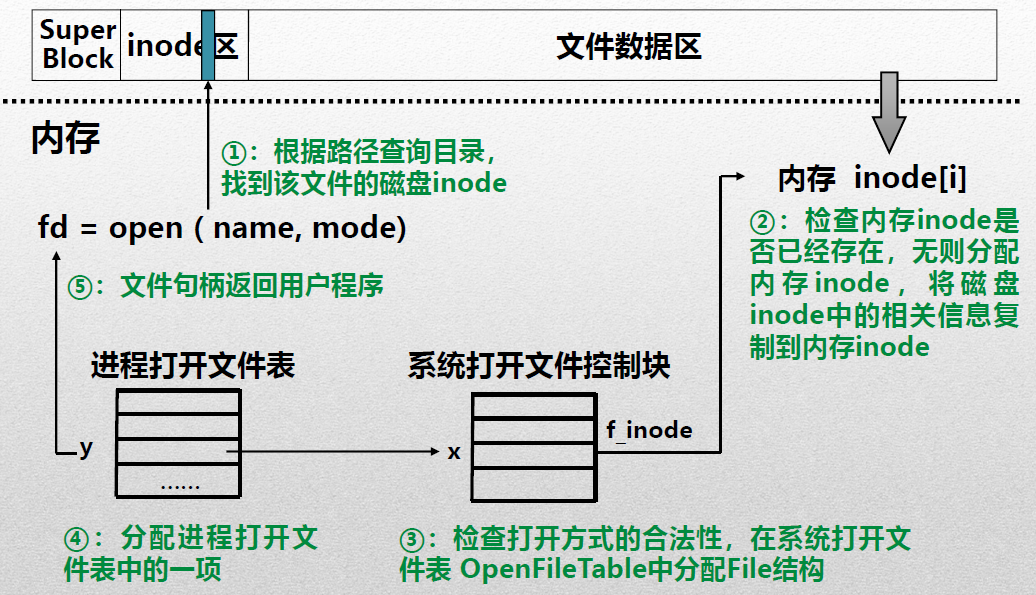 Super
Block
inode区
文件数据区
内存
①：根据路径查询目录，
找到该文件的磁盘inode
内存 inode[i]
fd = open ( name, mode)
②：检查内存inode是
否已经存在，无则分配
内存inode，将磁盘
inode中的相关信息复
制到内存inode
⑤：文件句柄返回用户程序
进程打开文件表
系统打开文件控制块
f_inode
y
x
……
④：分配进程打开文
件表中的一项
③：检查打开方式的合法性，在系统打开文
件表 OpenFileTable中分配File结构